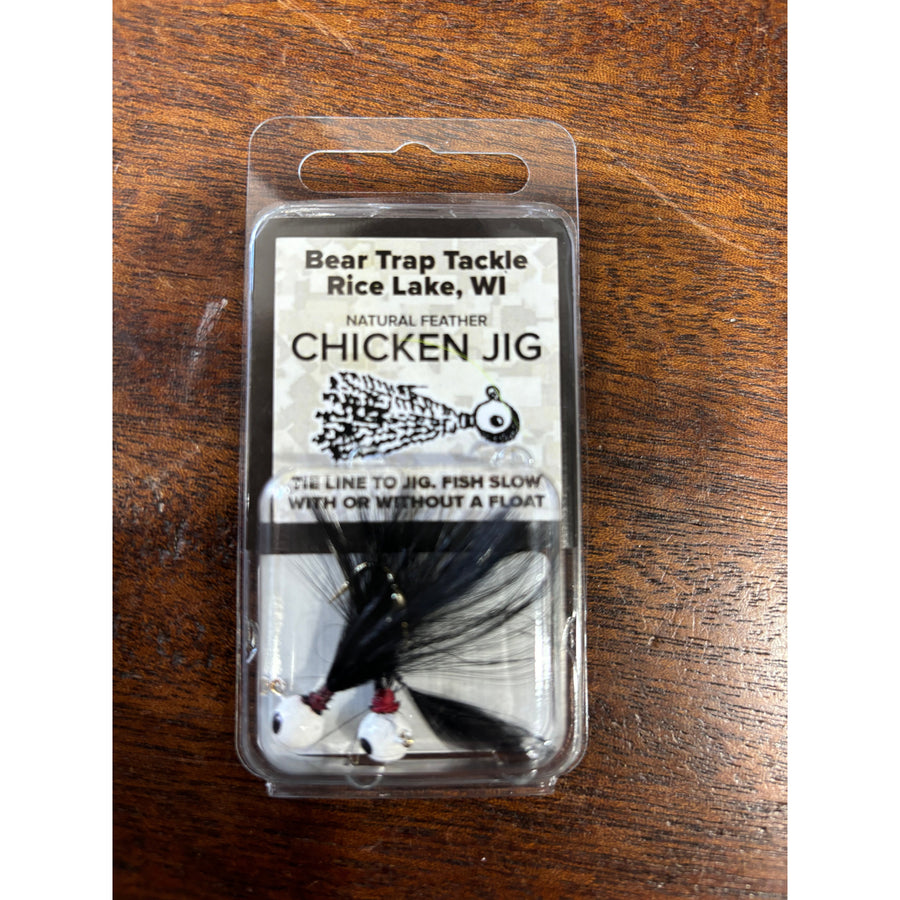 Bear Trap Tackle
Rice Lake, WI
NATURAL FEATHER
CHICKEN JIG
TIE LINE TO JIG. FISH SLOW
WITH OR WITHOUT A FLOAT